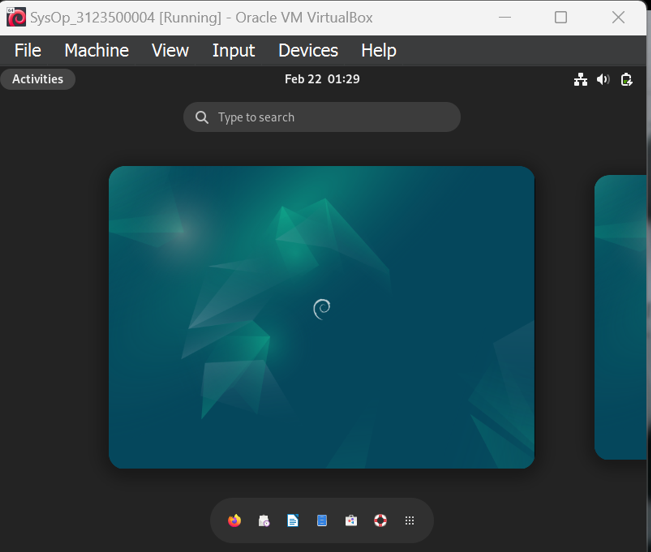 SysOp_3123500004 [Running] - Oracle VM VirtualBox
File Machine View Input Devices Help
Activities Feb 22 01:29
Type to search